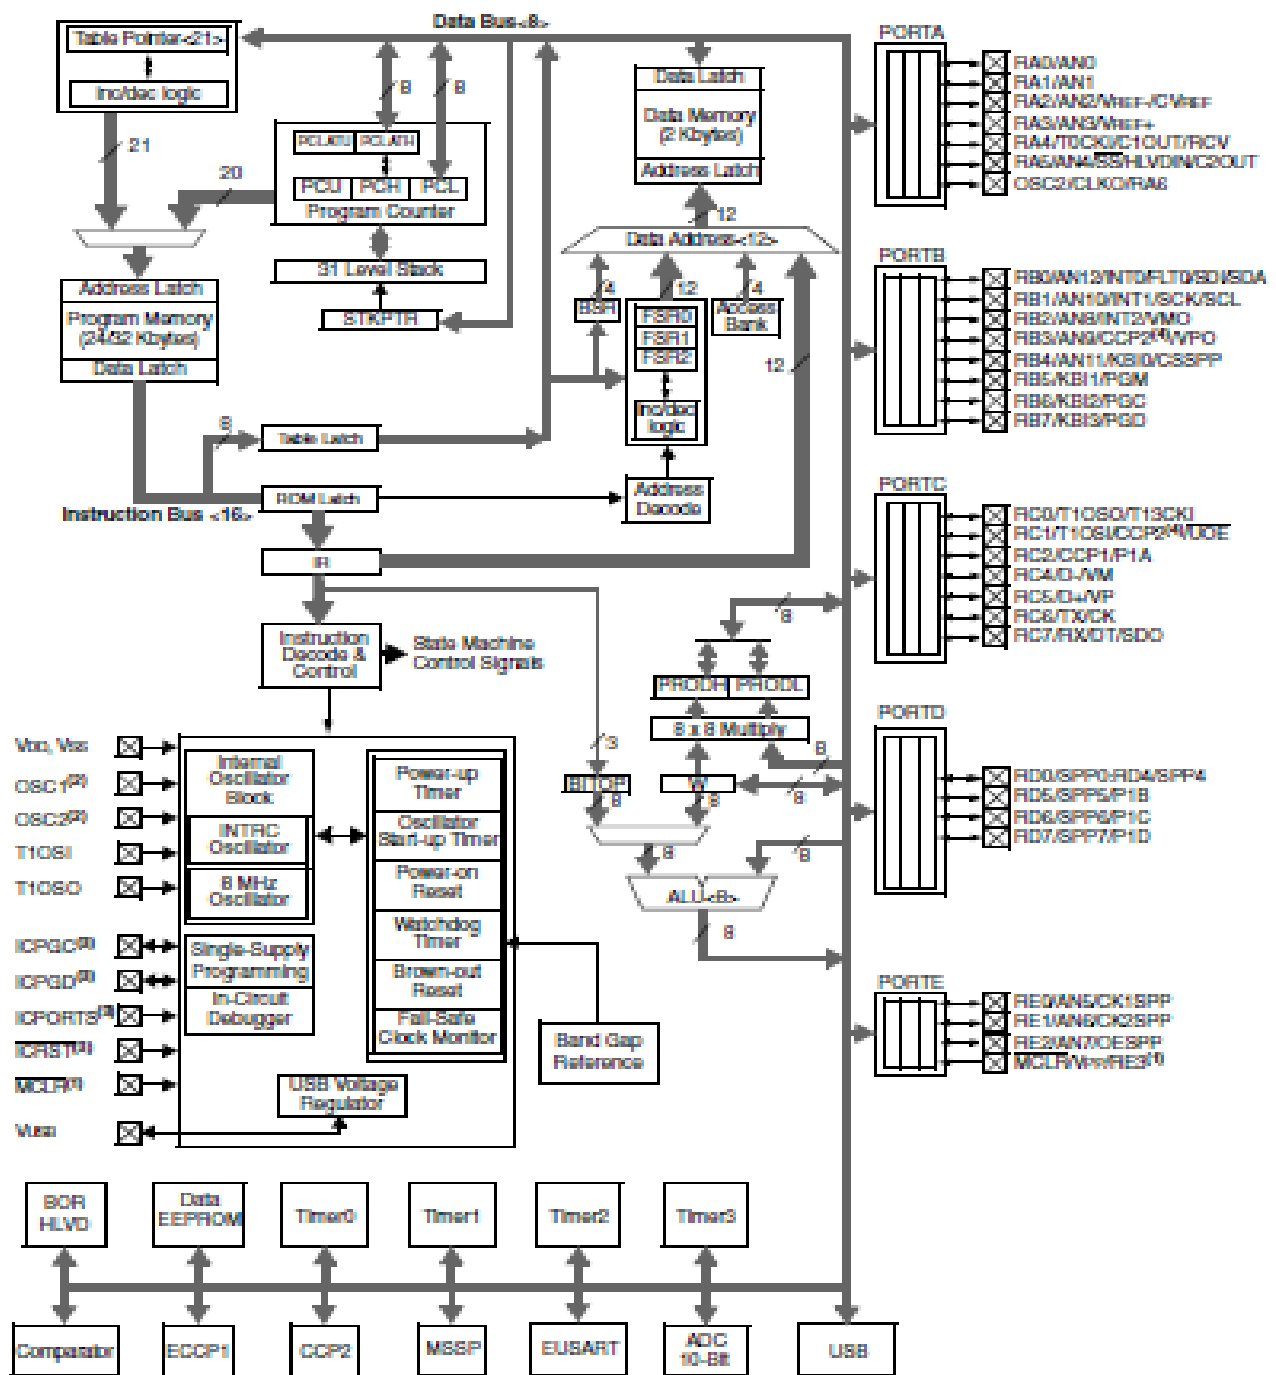 Data Bus<8>
Table Pointer<21>
Inc/dec logic
21
20
8
8
PCLATU PCLATH
PCU PCH PCL
Program Counter
31 Level Stack
STKPTR
Address Latch
Program Memory
(24/32 Kbytes)
Data Latch
8
Table Latch
ROM Latch
Instruction Bus <16>
IR
Instruction
Decode &
Control
State Machine
Control Signals
Data Latch
Data Memory
(2 Kbytes)
Address Latch
12
Data Address<12>
4
12
4
BSR
FSR0
FSR1
FSR2
Access
Bank
12
inc/dec
logic
Address
Decode
8
PRODH PRODL
8 x 8 Multiply
3
8
BITOP
W
8
8
8
8
8
ALU<8>
8
VDD, VSS
OSC1(2)
OSC2(2)
T1OSI
T1OSO
ICPGC(3)
ICPGD(3)
ICPORTS(3)
ICRST(3)
MCLR(1)
VUSB
Internal
Oscillator
Block
INTRC
Oscillator
8 MHz
Oscillator
Single-Supply
Programming
In-Circuit
Debugger
Power-up
Timer
Oscillator
Start-up Timer
Power-on
Reset
Watchdog
Timer
Brown-out
Reset
Fail-Safe
Clock Monitor
Band Gap
Reference
USB Voltage
Regulator
PORTA
RA0/AN0
RA1/AN1
RA2/AN2/VREF-/CVREF
RA3/AN3/VREF+
RA4/T0CKI/C1OUT/RCV
RA5/AN4/SS/HLVDIN/C2OUT
OSC2/CLKO/RA6
PORTB
RB0/AN12/INT0/FLT0/SDI/SDA
RB1/AN10/INT1/SCK/SCL
RB2/AN8/INT2/VMO
RB3/AN9/CCP2(4)/VPO
RB4/AN11/KBI0/CSSPP
RB5/KBI1/PGM
RB6/KBI2/PGC
RB7/KBI3/PGD
PORTC
RC0/T1OSO/T13CKI
RC1/T1OSI/CCP2(4)/UOE
RC2/CCP1/P1A
RC4/D-/VM
RC5/D+/VP
RC6/TX/CK
RC7/RX/DT/SDO
PORTD
RD0/SPP0:RD4/SPP4
RD5/SPP5/P1B
RD6/SPP6/P1C
RD7/SPP7/P1D
PORTE
RE0/AN5/CK1SPP
RE1/AN6/CK2SPP
RE2/AN7/OESPP
MCLR/VPP/RE3(1)
BOR
HLVD
Data
EEPROM
Timer0
Timer1
Timer2
Timer3
Comparator
ECCP1
CCP2
MSSP
EUSART
ADC
10-Bit
USB